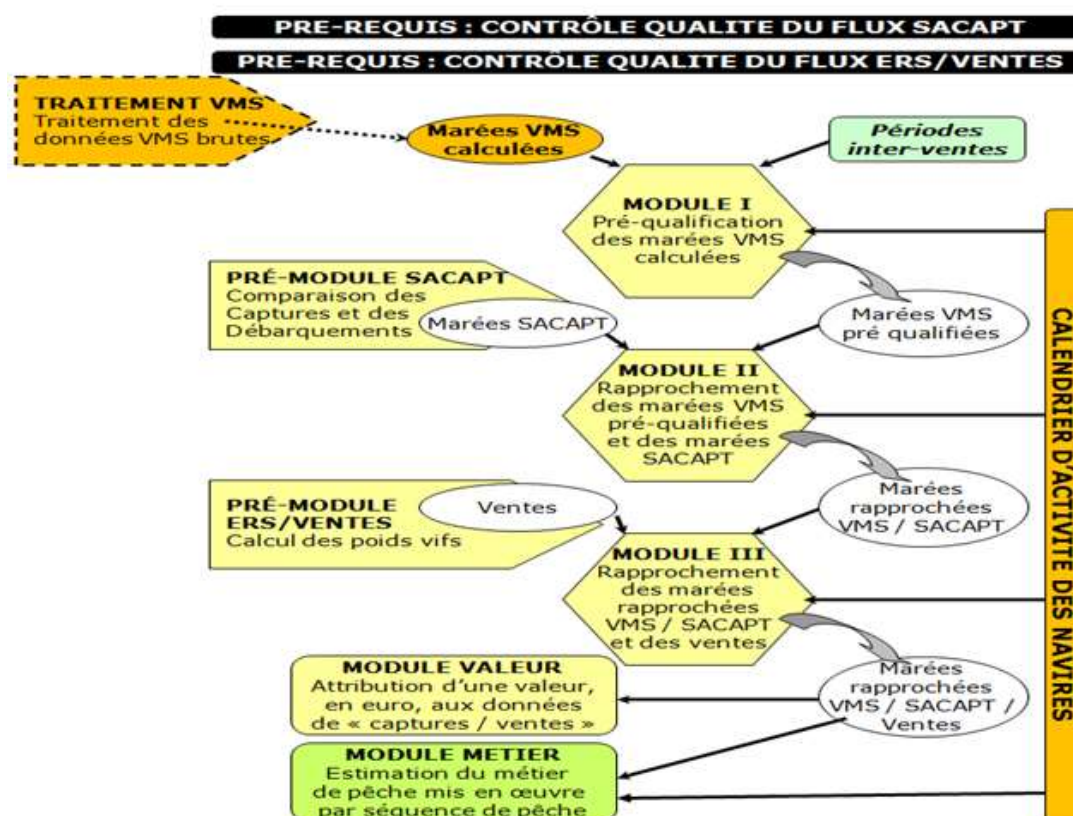 PRE-REQUIS : CONTRÔLE QUALITE DU FLUX SACAPT
PRE-REQUIS : CONTRÔLE QUALITE DU FLUX ERS/VENTES
TRAITEMENT VMS
Traitement des
données VMS brutes
Marées VMS
calculées
Périodes
inter-ventes
MODULE I
Pré-qualification
des marées VMS
calculées
PRÉ-MODULE SACAPT
Comparaison des
Captures et des
Débarquements
Marées SACAPT
Marées VMS
pré qualifiées
MODULE II
Rapprochement
des marées VMS
pré-qualifiées
et des marées
SACAPT
PRÉ-MODULE
ERS/VENTES
Calcul des poids vifs
Ventes
Marées
rapprochées
VMS / SACAPT
MODULE III
Rapprochement
des marées
rapprochées
VMS / SACAPT
et des ventes
MODULE VALEUR
Attribution d'une valeur,
en euro, aux données
de « captures / ventes »
Marées
rapprochées
VMS / SACAPT /
Ventes
MODULE METIER
Estimation du métier
de pêche mis en œuvre
par séquence de pêche
CALENDRIER D'ACTIVITE DES NAVIRES